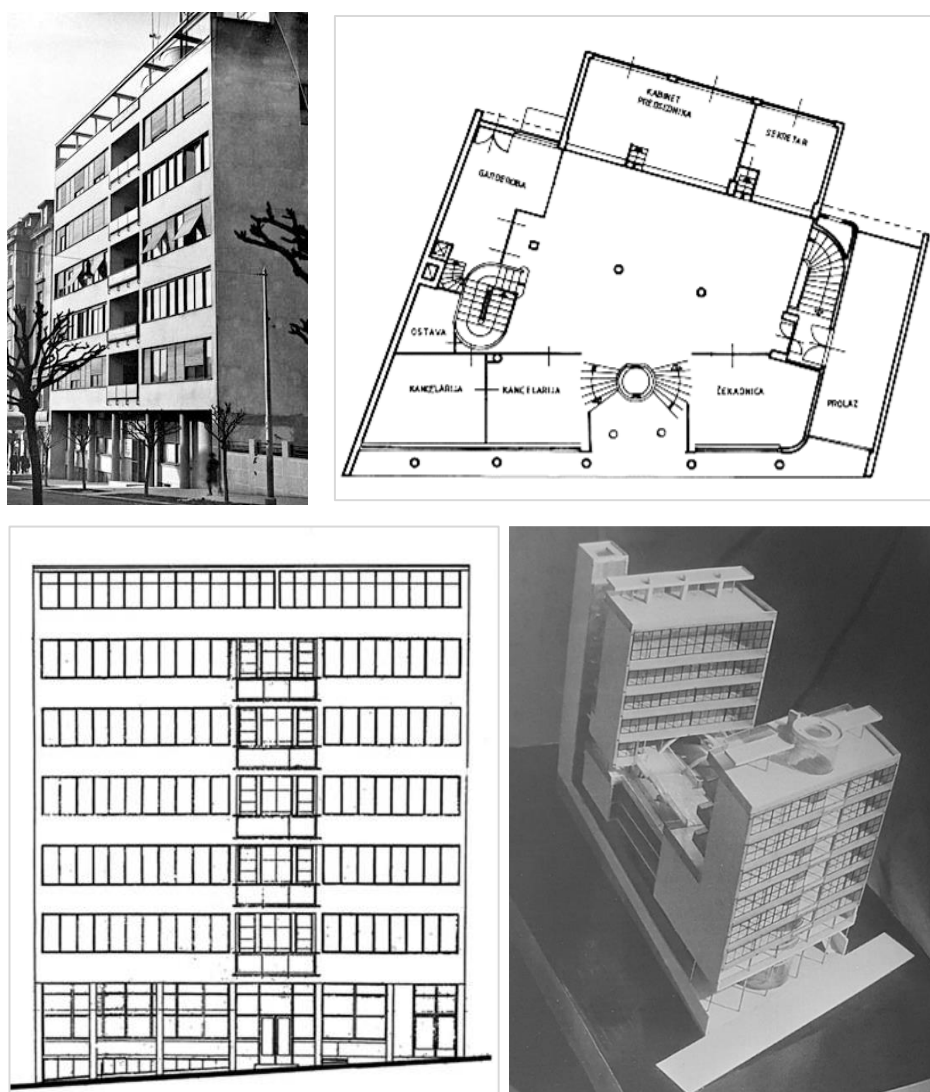 KABINET
PREDSEDNIKA
SEKRETAR
GARDEROBA
OSTAVA
KANCELARIJA
KANCELARIJA
ČEKAONICA
PROLAZ